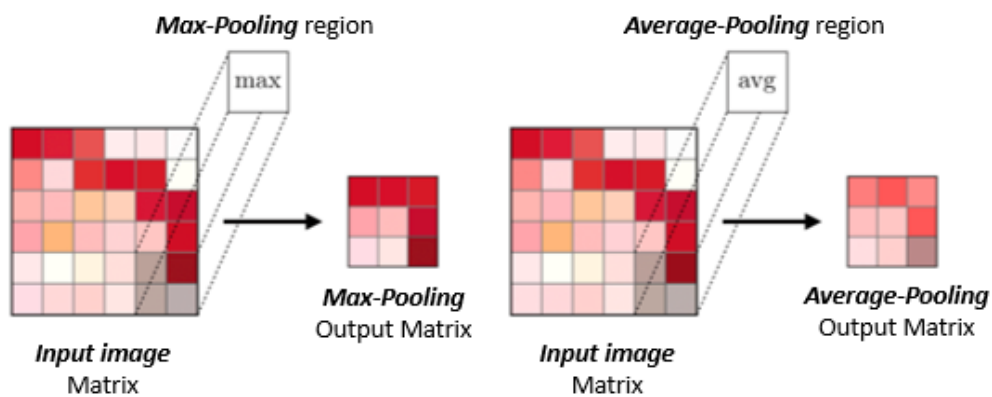 Max-Pooling region
max
Input image
Matrix
Max-Pooling
Output Matrix
Average-Pooling region
avg
Input image
Matrix
Average-Pooling
Output Matrix